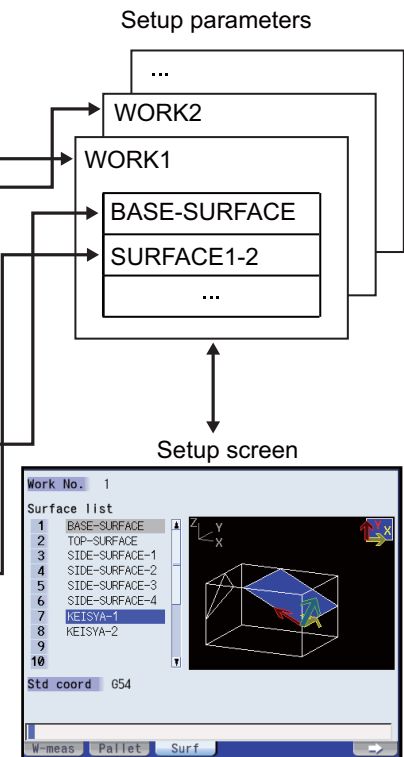 Setup parameters
...
WORK2
WORK1
BASE-SURFACE
SURFACE1-2
...
Setup screen
Work No. 1
Surface list
1 BASE-SURFACE
2 TOP-SURFACE
3 SIDE-SURFACE-1
4 SIDE-SURFACE-2
5 SIDE-SURFACE-3
6 SIDE-SURFACE-4
7 KEISYA-1
8 KEISYA-2
9
10
Z Y
X
Y X
Std coord G54
W-meas Pallet Surf